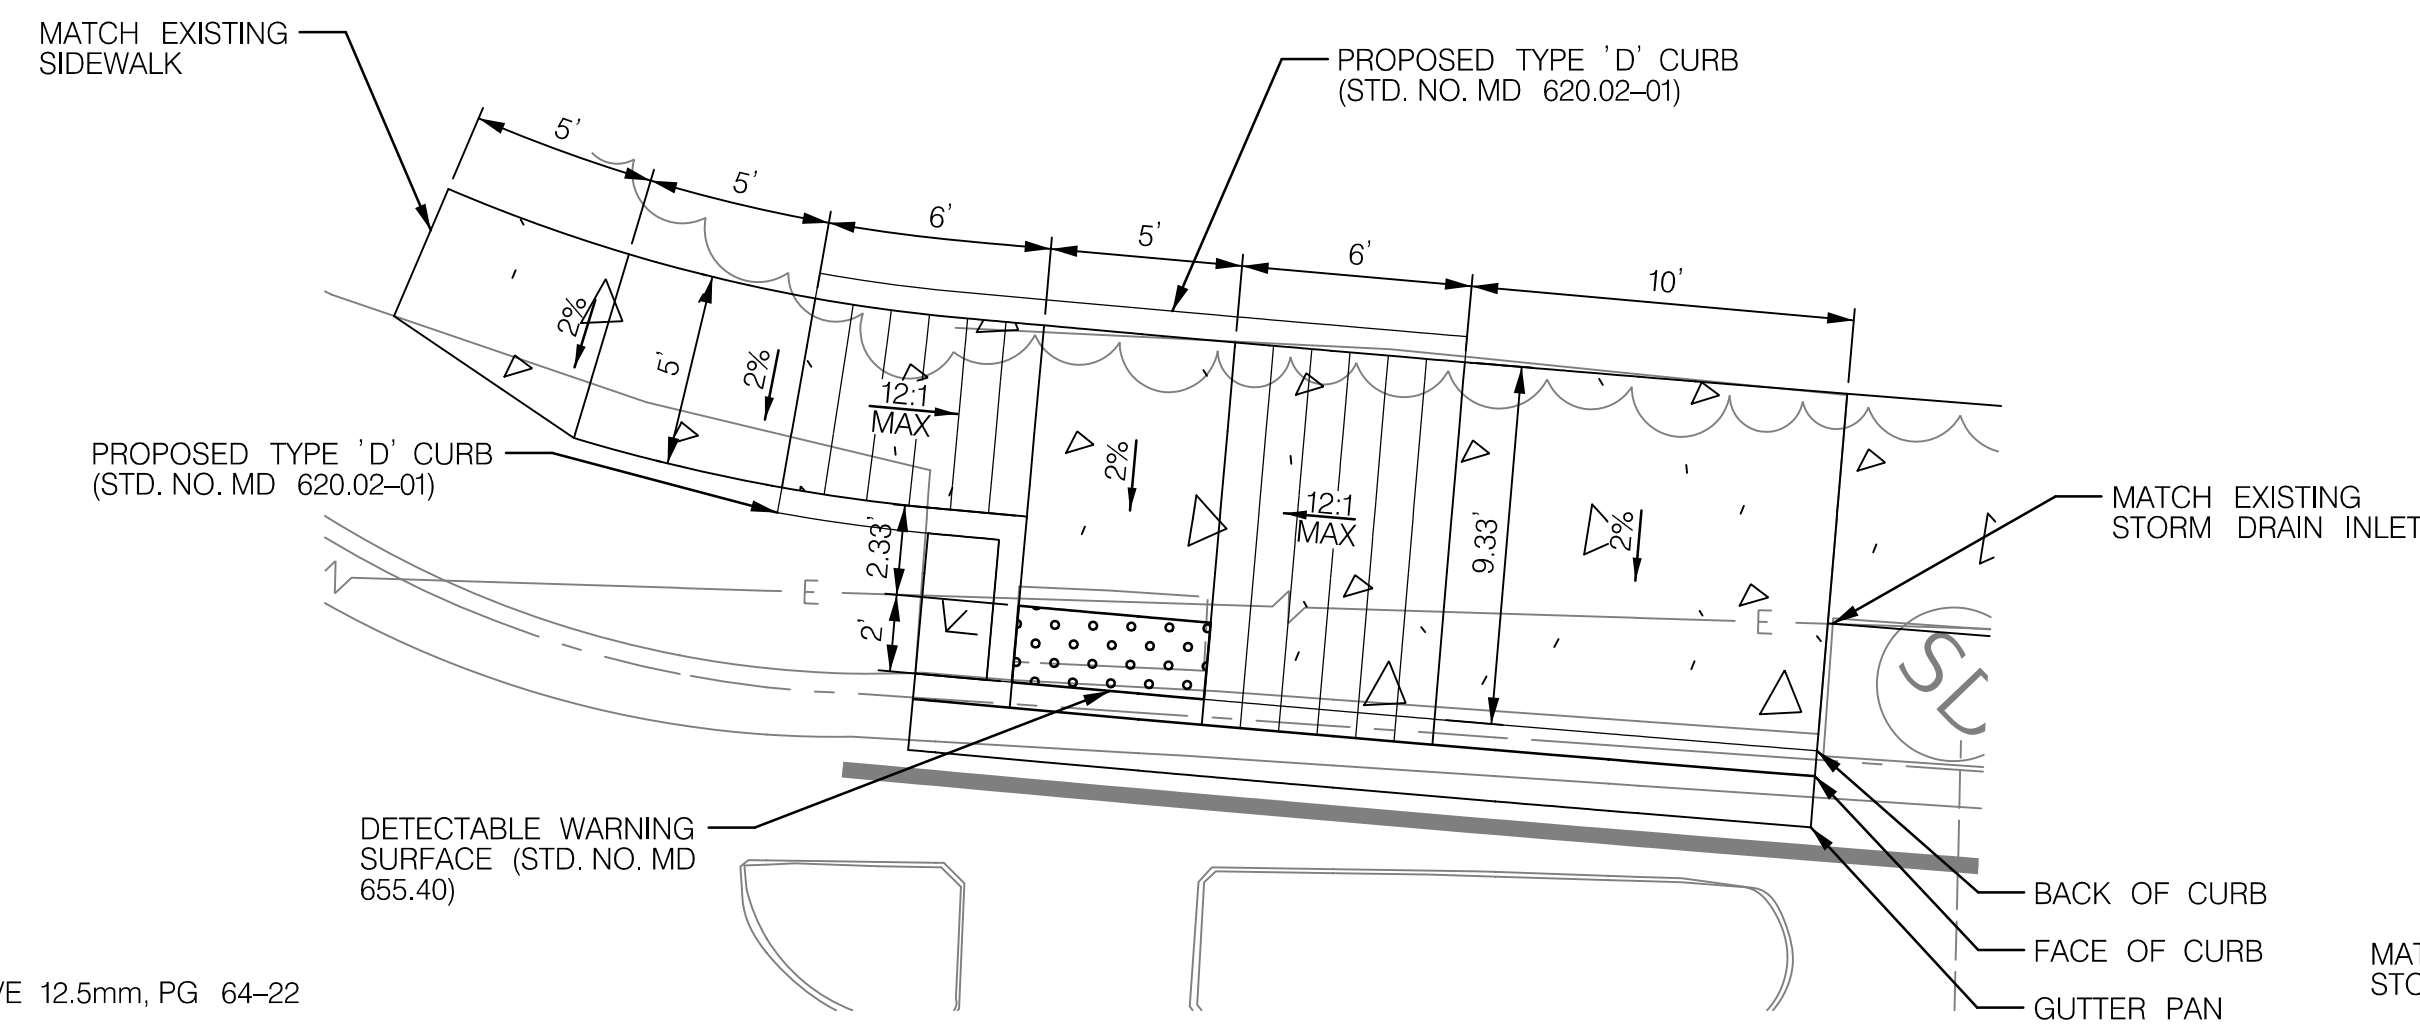 MATCH EXISTING
SIDEWALK
PROPOSED TYPE 'D' CURB
(STD. NO. MD 620.02–01)
5'
5'
6'
5'
6'
10'
2%
5'
2%
12:1
MAX
2%
12:1
MAX
9.33'
2%
PROPOSED TYPE 'D' CURB
(STD. NO. MD 620.02–01)
MATCH EXISTING
STORM DRAIN INLET
2.33'
E
2'
E
SD
DETECTABLE WARNING
SURFACE (STD. NO. MD
655.40)
BACK OF CURB
FACE OF CURB
GUTTER PAN
12.5mm, PG 64–22